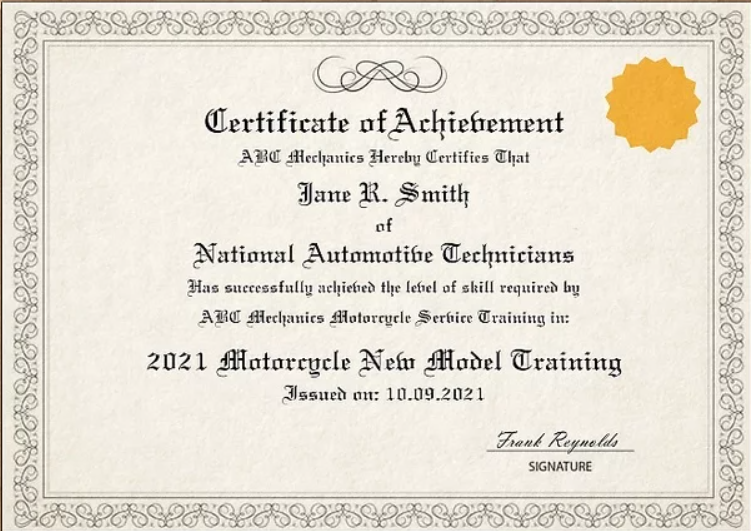 Certificate of Achievement
ABC Mechanics Hereby Certifies That
Jane R. Smith
of
National Automotive Technicians
Has successfully achieved the level of skill required by
ABC Mechanics Motorcycle Service Training in:
2021 Motorcycle New Model Training
Issued on: 10.09.2021
Frank Reynolds
SIGNATURE